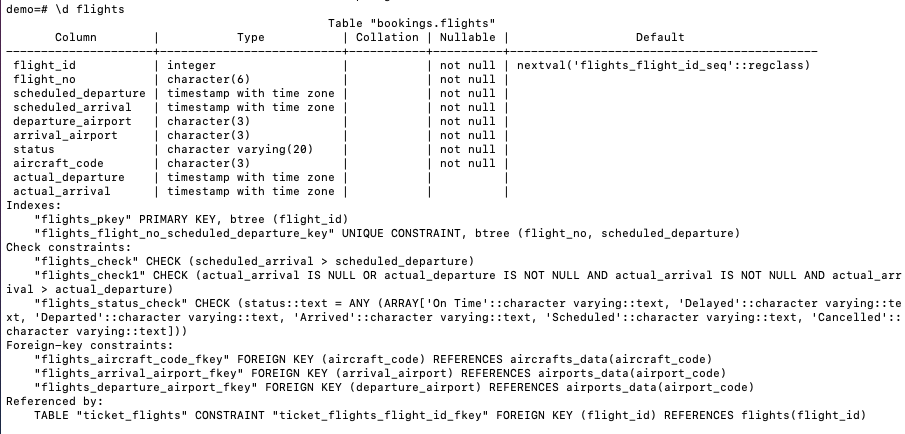 demo=# \d flights
                                              Table "bookings.flights"
       Column        |           Type           | Collation | Nullable |                  Default
---------------------+--------------------------+-----------+----------+--------------------------------------------
 flight_id           | integer                  |           | not null | nextval('flights_flight_id_seq'::regclass)
 flight_no           | character(6)             |           | not null |
 scheduled_departure | timestamp with time zone |           | not null |
 scheduled_arrival   | timestamp with time zone |           | not null |
 departure_airport   | character(3)             |           | not null |
 arrival_airport     | character(3)             |           | not null |
 status              | character varying(20)    |           | not null |
 aircraft_code       | character(3)             |           | not null |
 actual_departure    | timestamp with time zone |           |          |
 actual_arrival      | timestamp with time zone |           |          |
Indexes:
    "flights_pkey" PRIMARY KEY, btree (flight_id)
    "flights_flight_no_scheduled_departure_key" UNIQUE CONSTRAINT, btree (flight_no, scheduled_departure)
Check constraints:
    "flights_check" CHECK (scheduled_arrival > scheduled_departure)
    "flights_check1" CHECK (actual_arrival IS NULL OR actual_departure IS NOT NULL AND actual_arrival IS NOT NULL AND actual_arr
ival > actual_departure)
    "flights_status_check" CHECK (status::text = ANY (ARRAY['On Time'::character varying::text, 'Delayed'::character varying::te
xt, 'Departed'::character varying::text, 'Arrived'::character varying::text, 'Scheduled'::character varying::text, 'Cancelled'::
character varying::text]))
Foreign-key constraints:
    "flights_aircraft_code_fkey" FOREIGN KEY (aircraft_code) REFERENCES aircrafts_data(aircraft_code)
    "flights_arrival_airport_fkey" FOREIGN KEY (arrival_airport) REFERENCES airports_data(airport_code)
    "flights_departure_airport_fkey" FOREIGN KEY (departure_airport) REFERENCES airports_data(airport_code)
Referenced by:
    TABLE "ticket_flights" CONSTRAINT "ticket_flights_flight_id_fkey" FOREIGN KEY (flight_id) REFERENCES flights(flight_id)